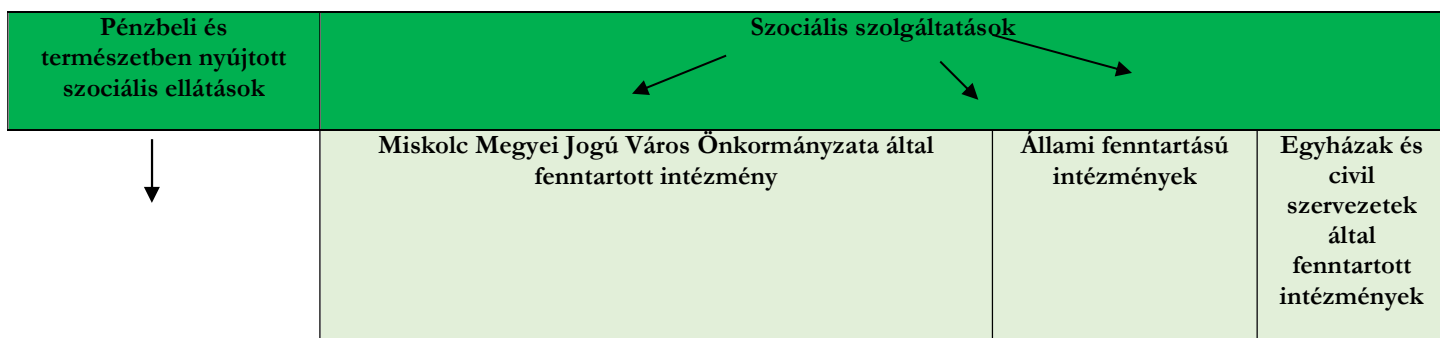 Pénzbeli és
természetben nyújtott
szociális ellátások
Szociális szolgáltatások
Miskolc Megyei Jogú Város Önkormányzata által
fenntartott intézmény
Állami fenntartású
intézmények
Egyházak és
civil
szervezetek
által
fenntartott
intézmények